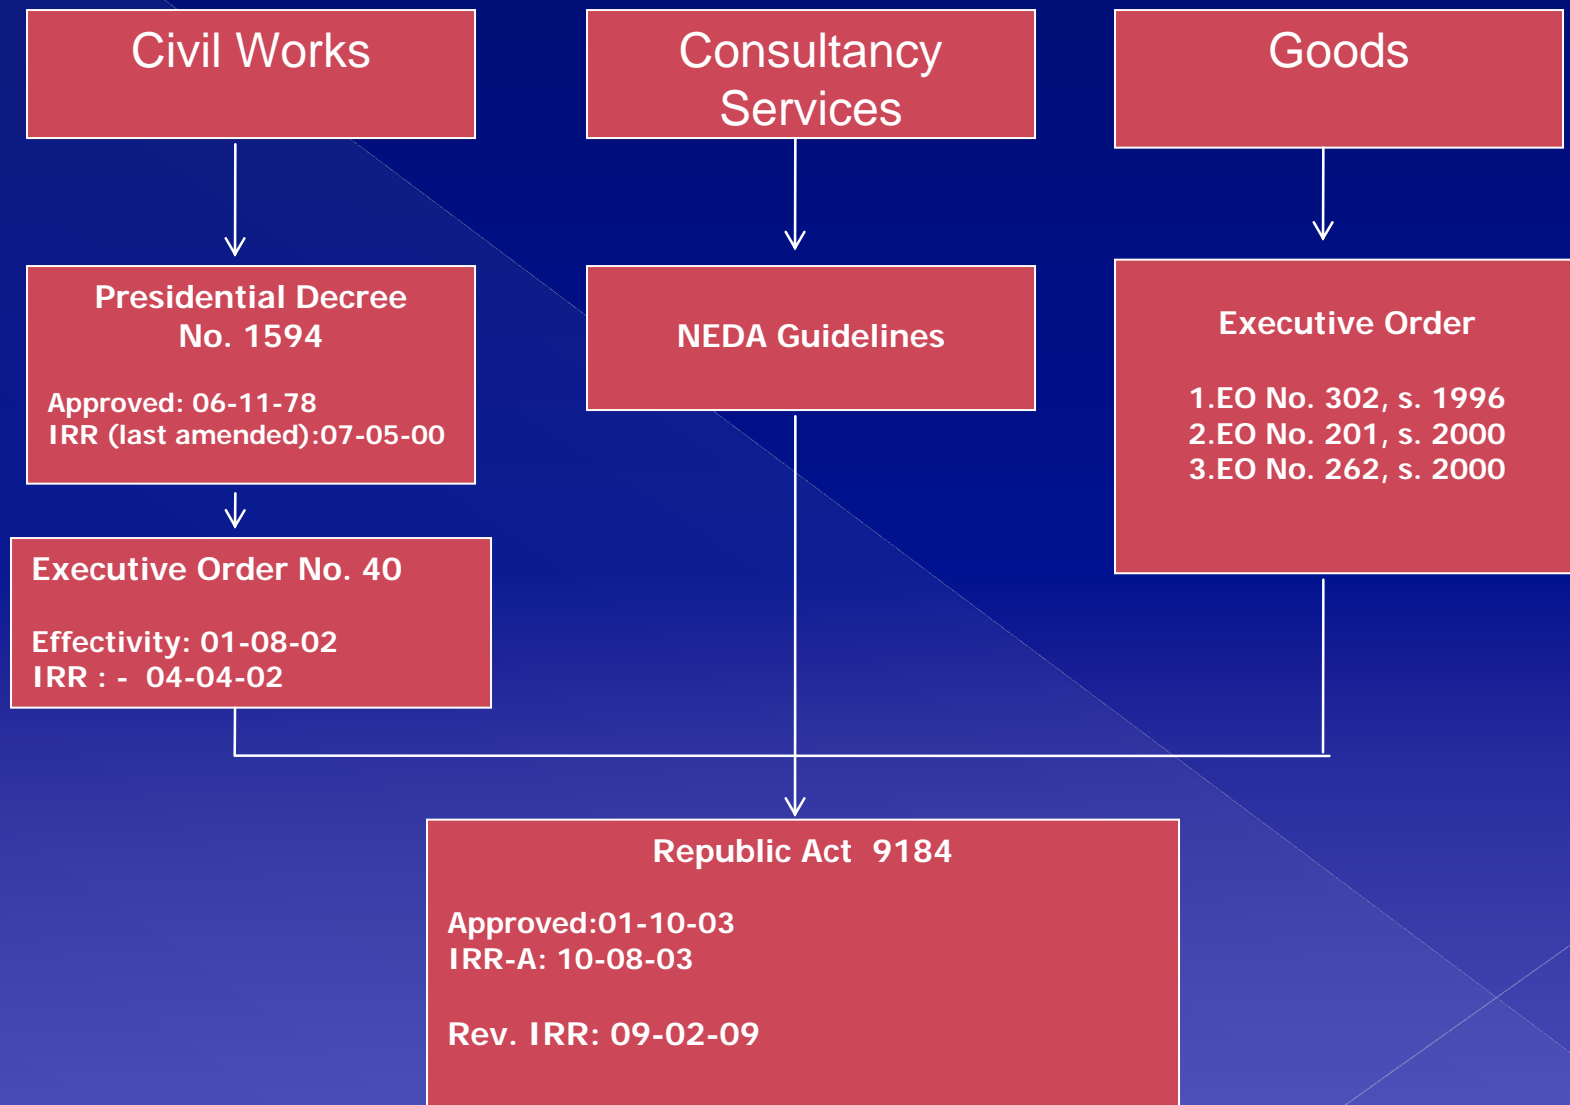 Civil Works
Consultancy
Services
Goods
Presidential Decree
No. 1594
Approved: 06-11-78
IRR (last amended):07-05-00
NEDA Guidelines
Executive Order
1.EO No. 302, s. 1996
2.EO No. 201, s. 2000
3.EO No. 262, s. 2000
Executive Order No. 40
Effectivity: 01-08-02
IRR : - 04-04-02
Republic Act 9184
Approved:01-10-03
IRR-A: 10-08-03
Rev. IRR: 09-02-09